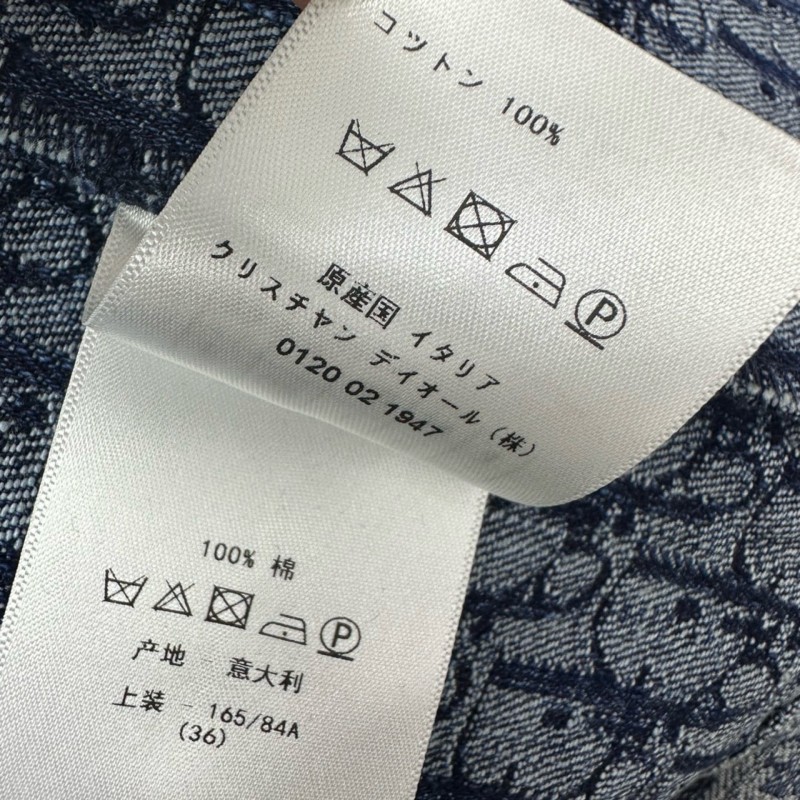 コットン 100%
P
原産国 イタリア
クリスチャン ディオール (株)
0120 02 1947
100% 棉
P
产地 - 意大利
上装 - 165/84A
(36)